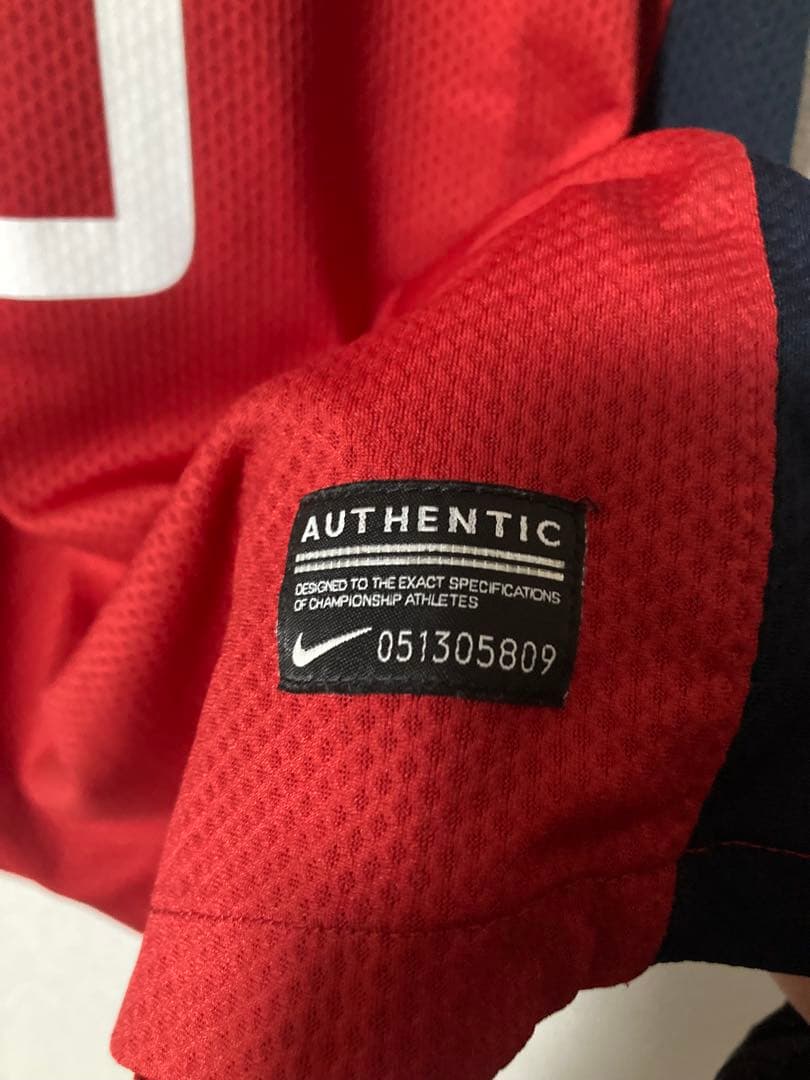 AUTHENTIC
DESIGNED TO THE EXACT SPECIFICATIONS
OF CHAMPIONSHIP ATHLETES
051305809